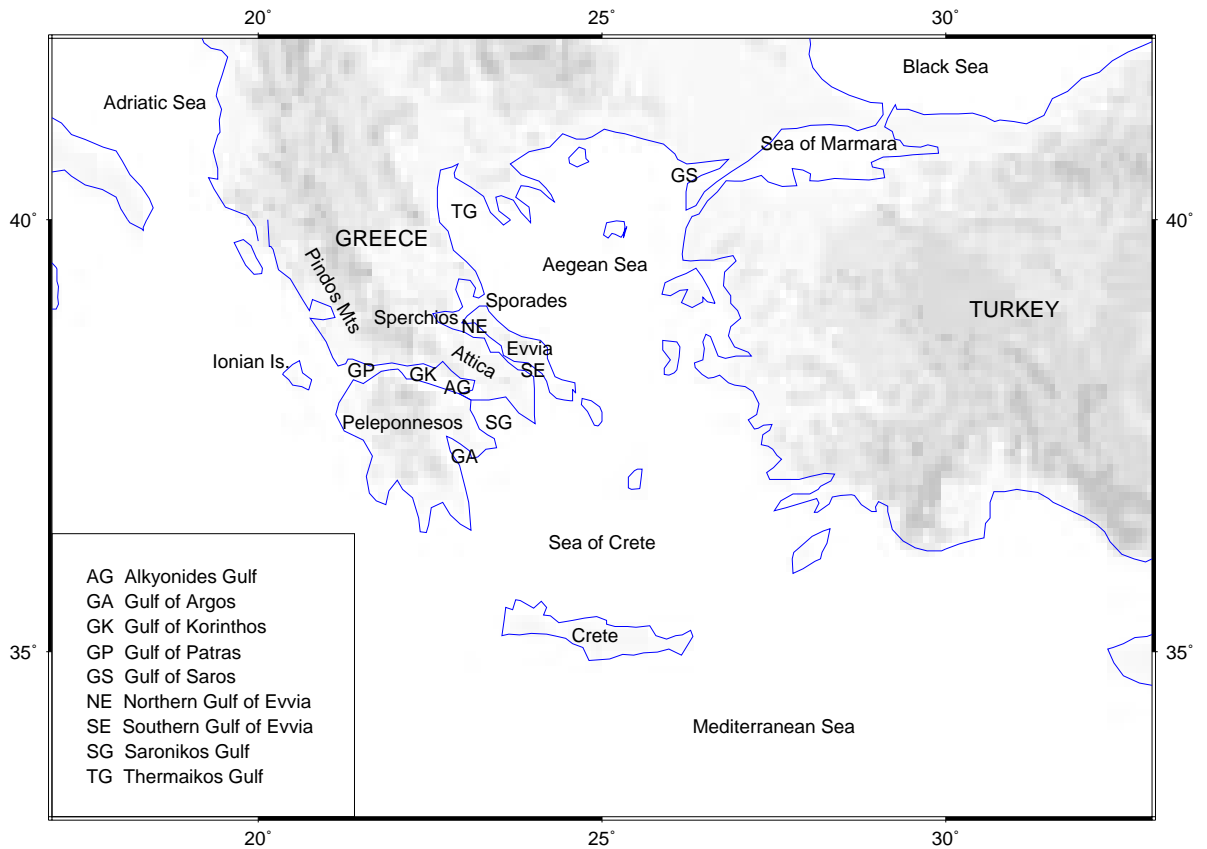 20° 25° 30°
Black Sea
Adriatic Sea
Sea of Marmara
GS
40° TG 40°
GREECE
Aegean Sea
Pindos Mts
Sporades
TURKEY
Sperchios
NE
Evvia
Attica
Ionian Is.
GP GK SE
AG
Peleponnesos SG
GA
Sea of Crete
AG Alkyonides Gulf
GA Gulf of Argos
GK Gulf of Korinthos
GP Gulf of Patras
GS Gulf of Saros
NE Northern Gulf of Evvia
SE Southern Gulf of Evvia
SG Saronikos Gulf
TG Thermaikos Gulf
Crete
35° 35°
Mediterranean Sea
20° 25° 30°